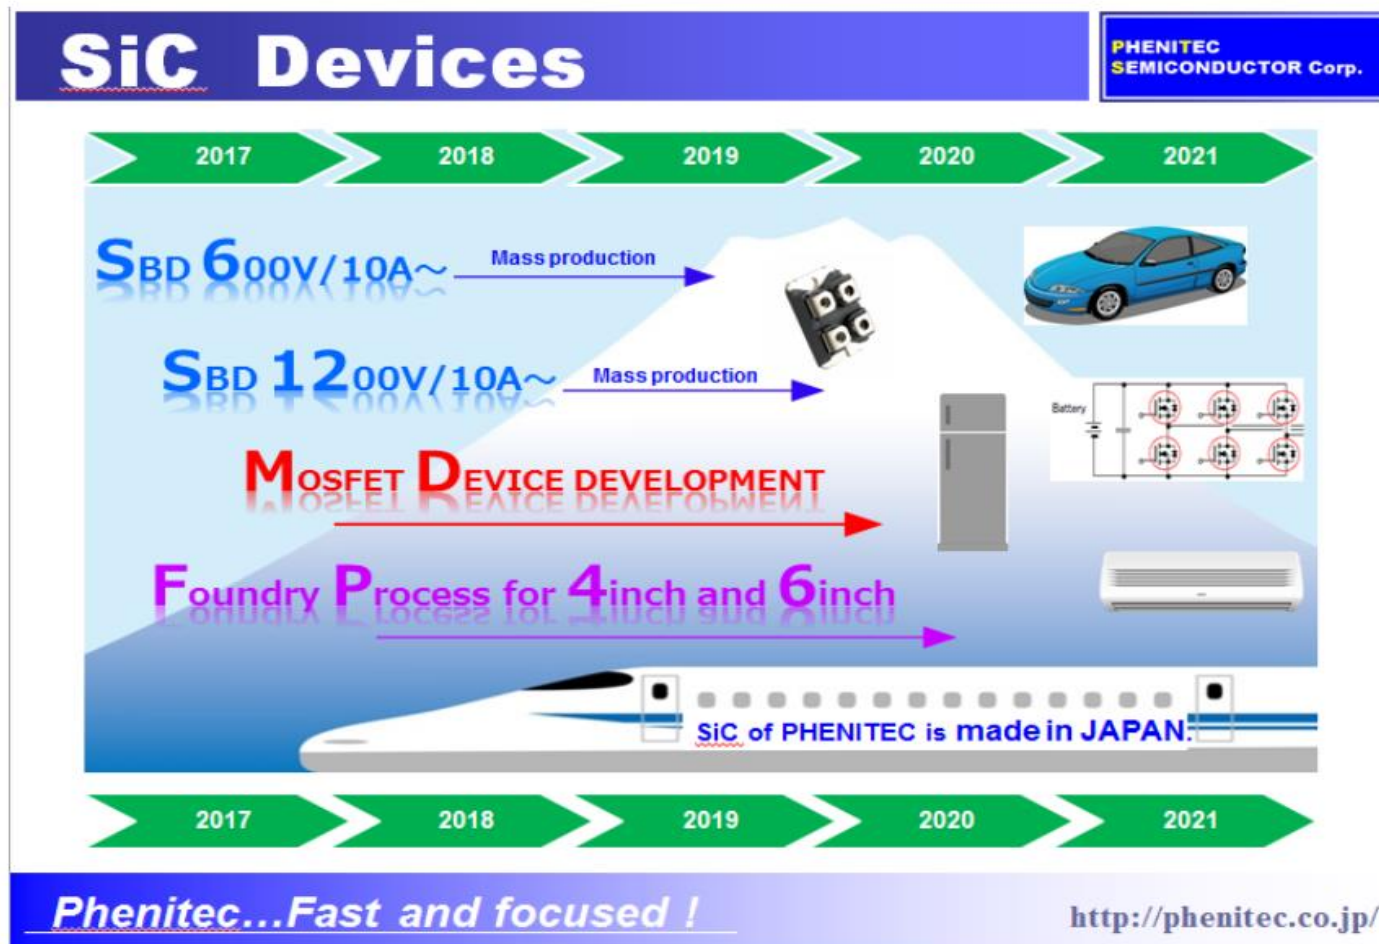 SiC Devices
PHENITEC
SEMICONDUCTOR Corp.
2017 2018 2019 2020 2021
SBD 600V/10A～ Mass production
SBD 1200V/10A～ Mass production
Battery
MOSFET DEVICE DEVELOPMENT
Foundry Process for 4inch and 6inch
SiC of PHENITEC is made in JAPAN.
2017 2018 2019 2020 2021
Phenitec...Fast and focused !
http://phenitec.co.jp/